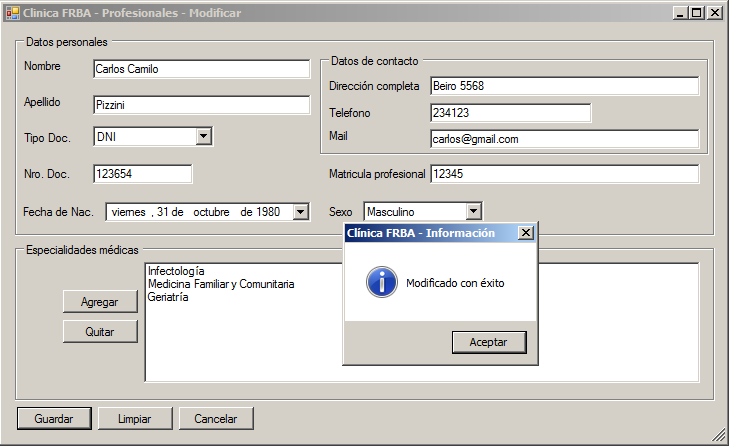 Clinica FRBA - Profesionales - Modificar
Datos personales
Nombre
Carlos Camilo
Apellido
Pizzini
Tipo Doc.
DNI
Nro. Doc.
123654
Fecha de Nac.
viernes , 31 de octubre de 1980
Datos de contacto
Dirección completa
Beiro 5568
Telefono
234123
Mail
carlos@gmail.com
Matricula profesional
12345
Sexo
Masculino
Especialidades médicas
Agregar
Quitar
Infectología
Medicina Familiar y Comunitaria
Geriatría
Clínica FRBA - Información
Modificado con éxito
Aceptar
Guardar
Limpiar
Cancelar